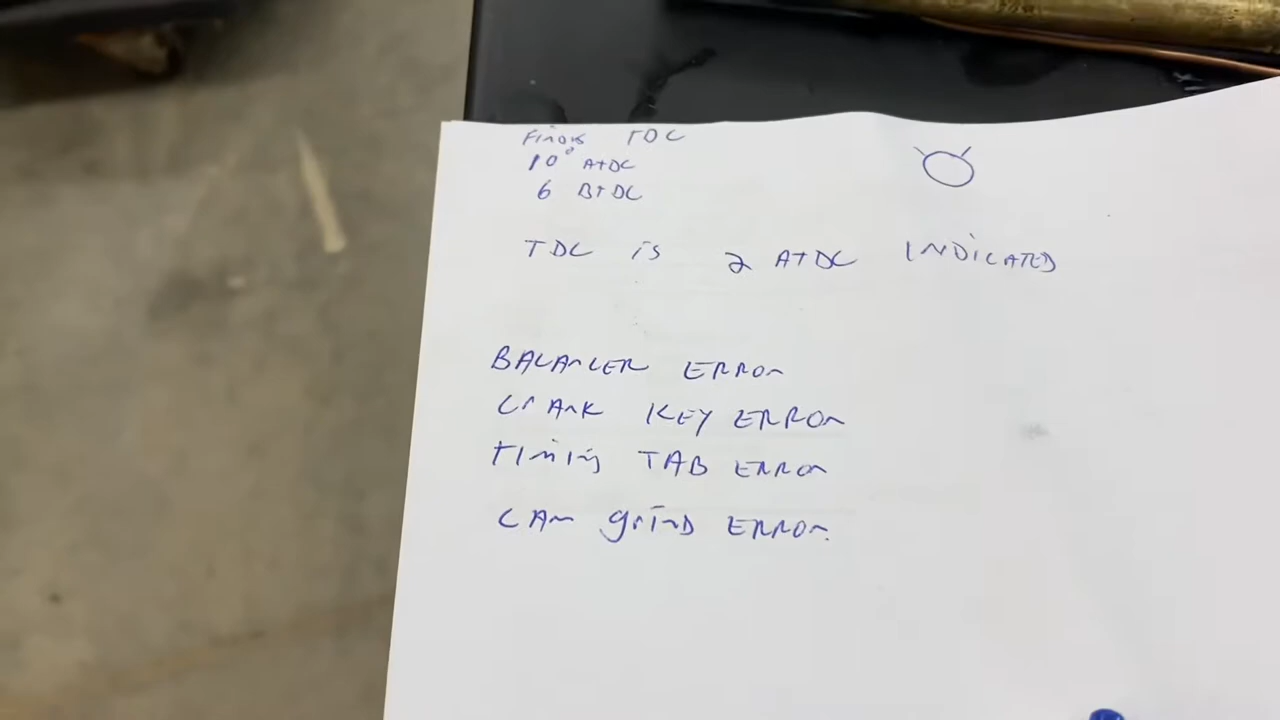 FINDIS TDC
10° ATDC
6 BTDC
TDC is 2 ATDC INDICATED
BALANCER ERROR
CRANK KEY ERROR
timing TAB ERROR
CAM grind ERROR.